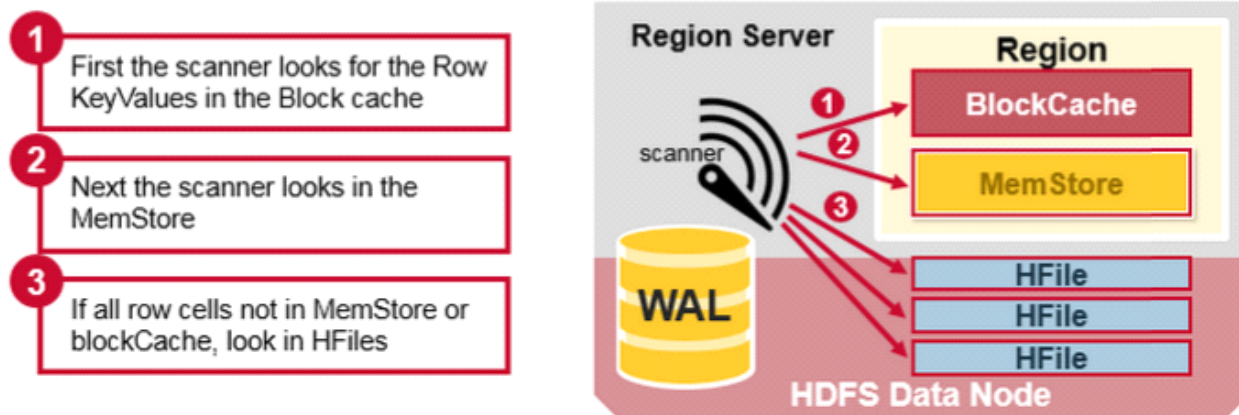 1
First the scanner looks for the Row
KeyValues in the Block cache
2
Next the scanner looks in the
MemStore
3
If all row cells not in MemStore or
blockCache, look in HFiles
Region Server
Region
1
BlockCache
2
scanner
MemStore
3
WAL
HFile
HFile
HFile
HDFS Data Node